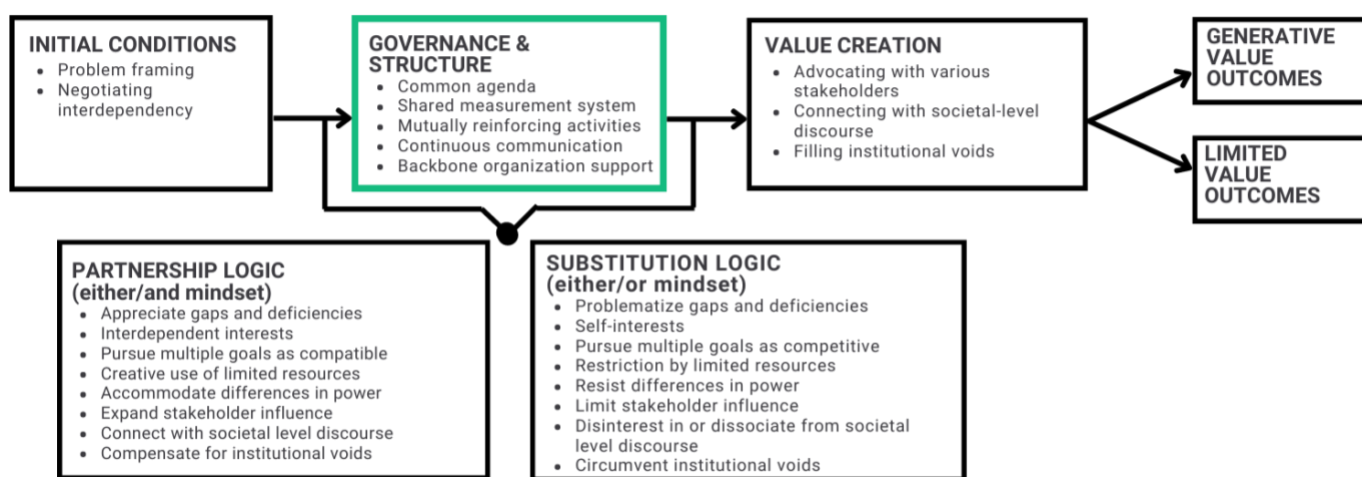 INITIAL CONDITIONS
• Problem framing
• Negotiating
interdependency
GOVERNANCE &
STRUCTURE
• Common agenda
• Shared measurement system
• Mutually reinforcing activities
• Continuous communication
• Backbone organization support
VALUE CREATION
• Advocating with various
stakeholders
• Connecting with societal-level
discourse
• Filling institutional voids
GENERATIVE
VALUE
OUTCOMES
LIMITED
VALUE
OUTCOMES
PARTNERSHIP LOGIC
(either/and mindset)
• Appreciate gaps and deficiencies
• Interdependent interests
• Pursue multiple goals as compatible
• Creative use of limited resources
• Accommodate differences in power
• Expand stakeholder influence
• Connect with societal level discourse
• Compensate for institutional voids
SUBSTITUTION LOGIC
(either/or mindset)
• Problematize gaps and deficiencies
• Self-interests
• Pursue multiple goals as competitive
• Restriction by limited resources
• Resist differences in power
• Limit stakeholder influence
• Disinterest in or dissociate from societal
level discourse
• Circumvent institutional voids